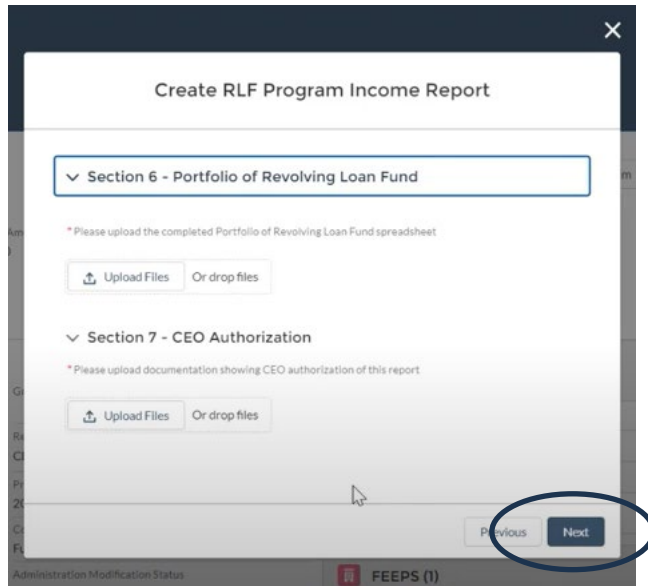 Create RLF Program Income Report
Section 6 - Portfolio of Revolving Loan Fund
m
Am
* Please upload the completed Portfolio of Revolving Loan Fund spreadsheet
Upload Files Or drop files
Section 7 - CEO Authorization
* Please upload documentation showing CEO authorization of this report
Upload Files Or drop files
Previous Next
Administration Modification Status
FEEPS (1)